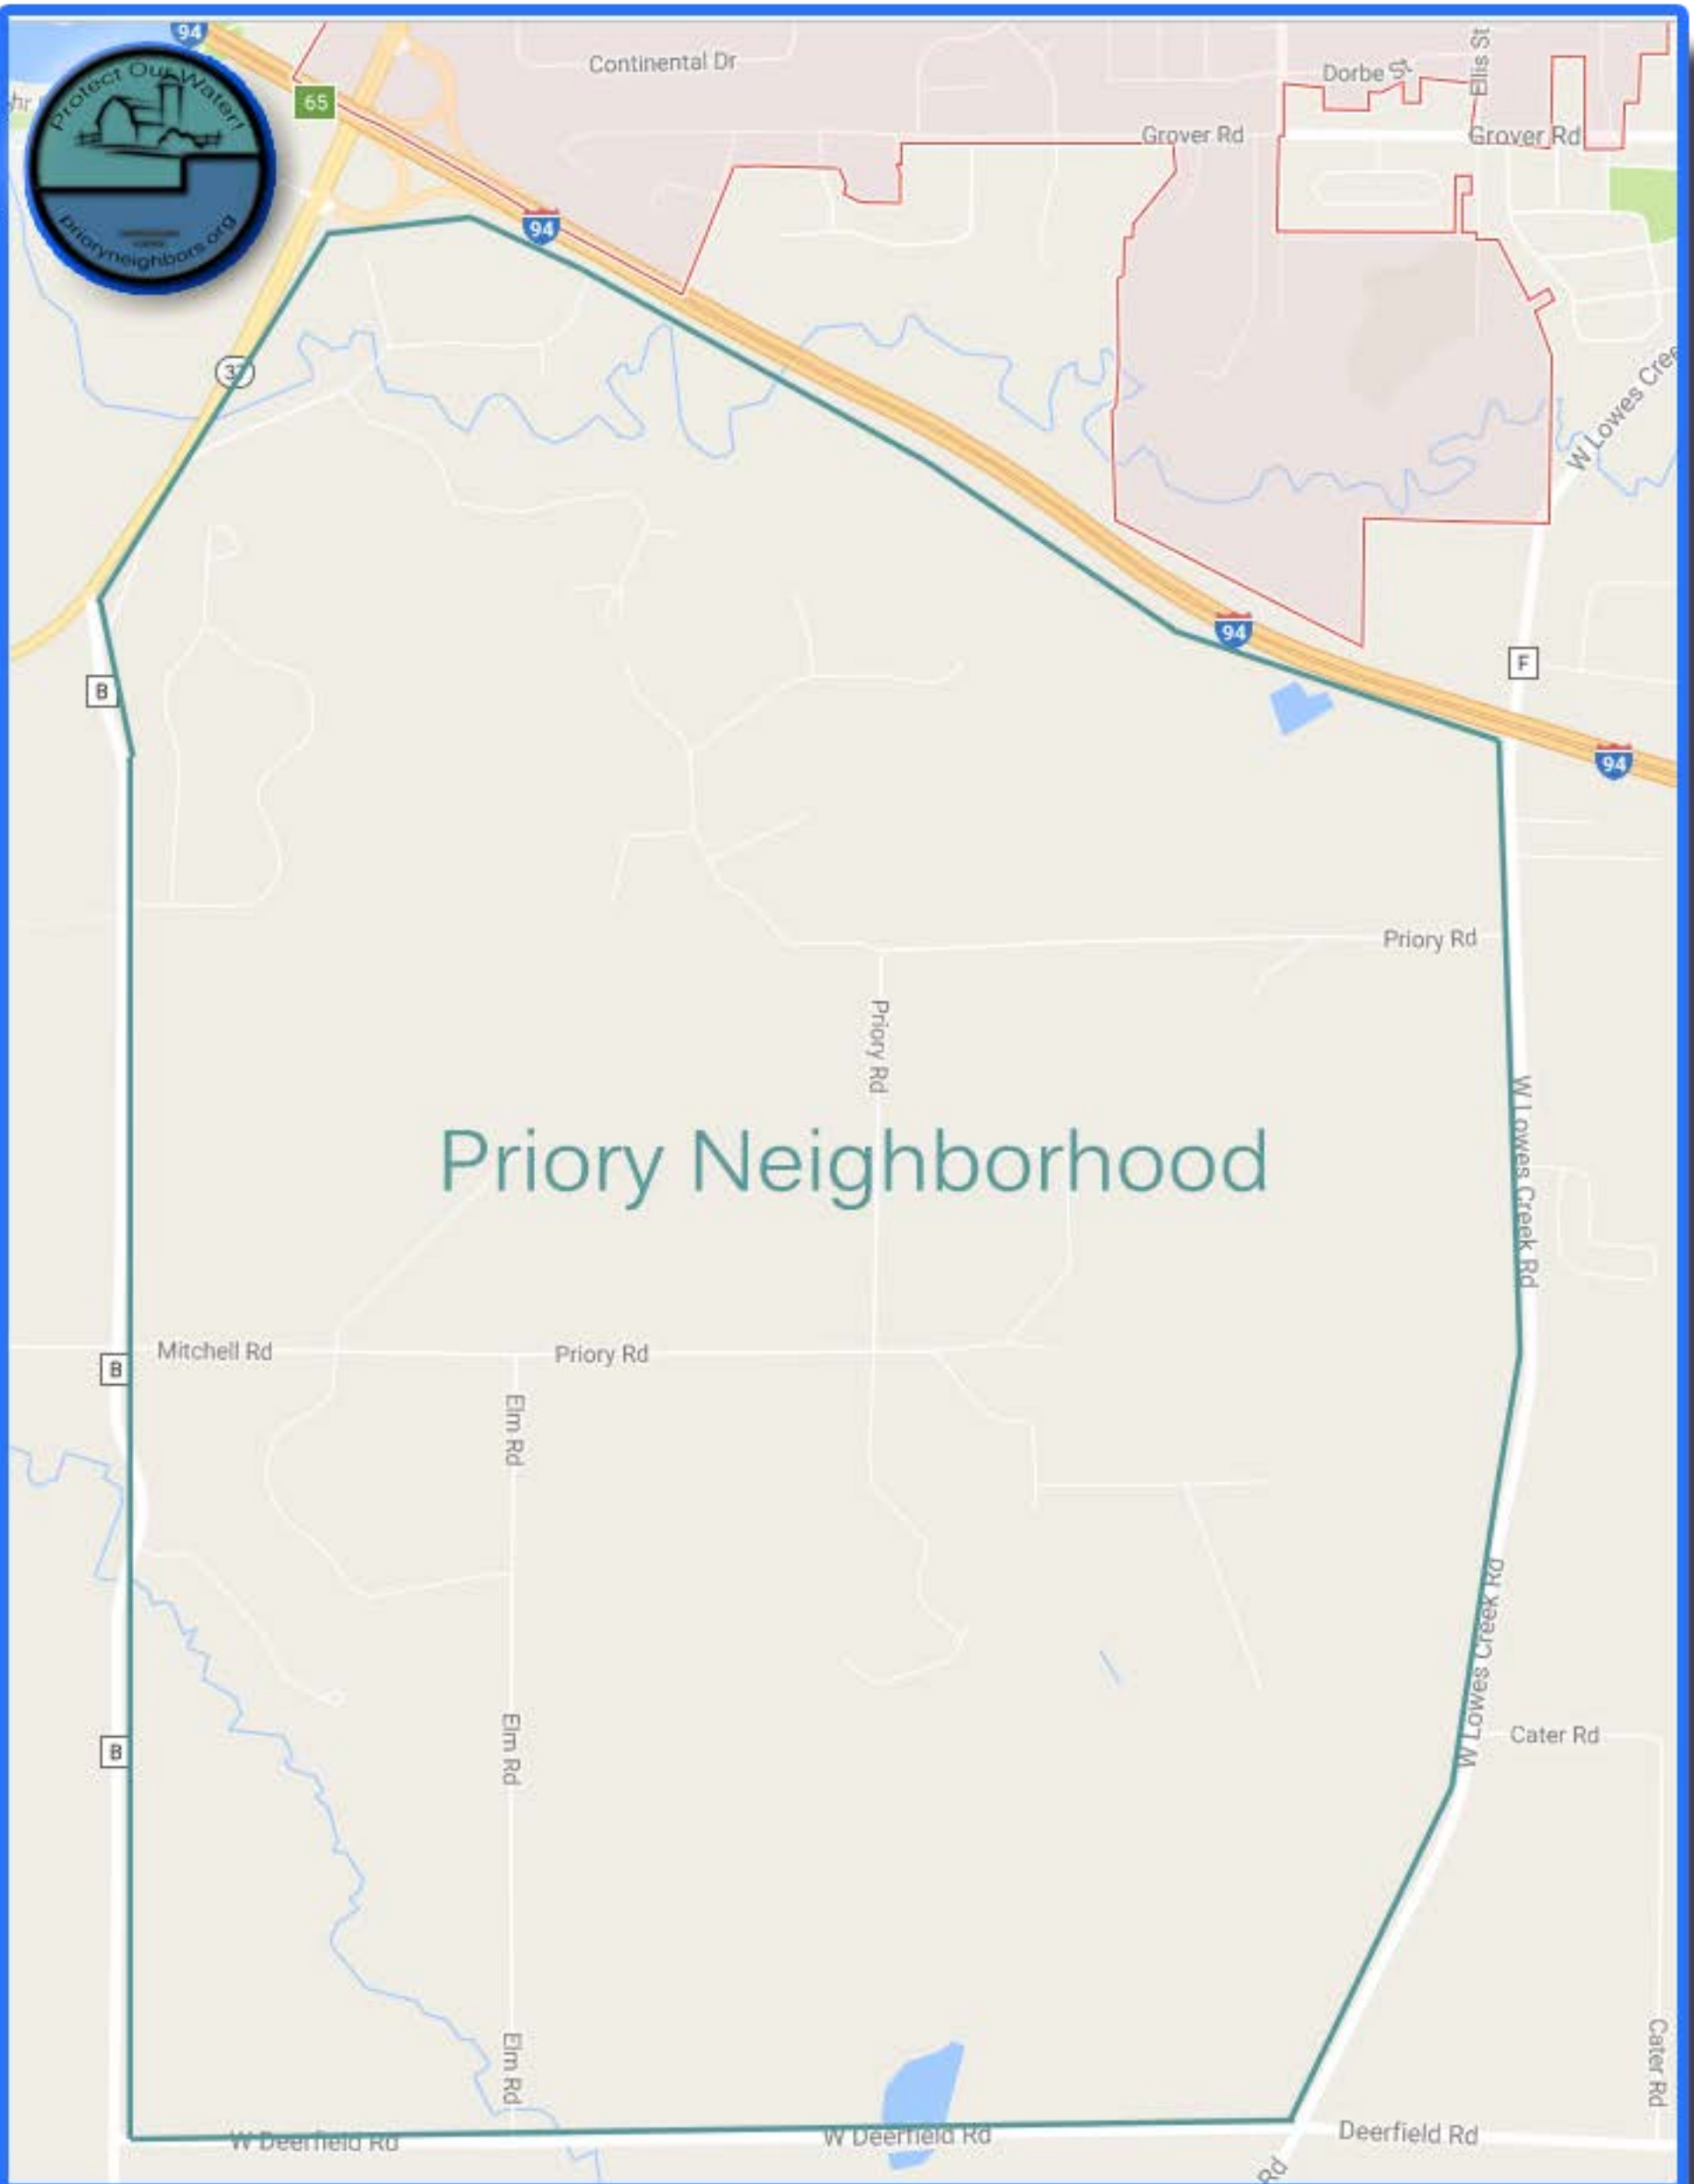 94
Protect Our Water!
prioryneighbors.org
65
Continental Dr
Dorbe St
Ellis St
Grover Rd
Grover Rd
94
W Lowes Cree
B
94
F
94
Priory Rd
Priory Rd
W Lowes Creek Rd
Priory Neighborhood
Mitchell Rd
Priory Rd
B
Elm Rd
W Lowes Creek Rd
Cater Rd
Elm Rd
B
Elm Rd
Cater Rd
W Deerfield Rd
W Deerfield Rd
Deerfield Rd
Rd